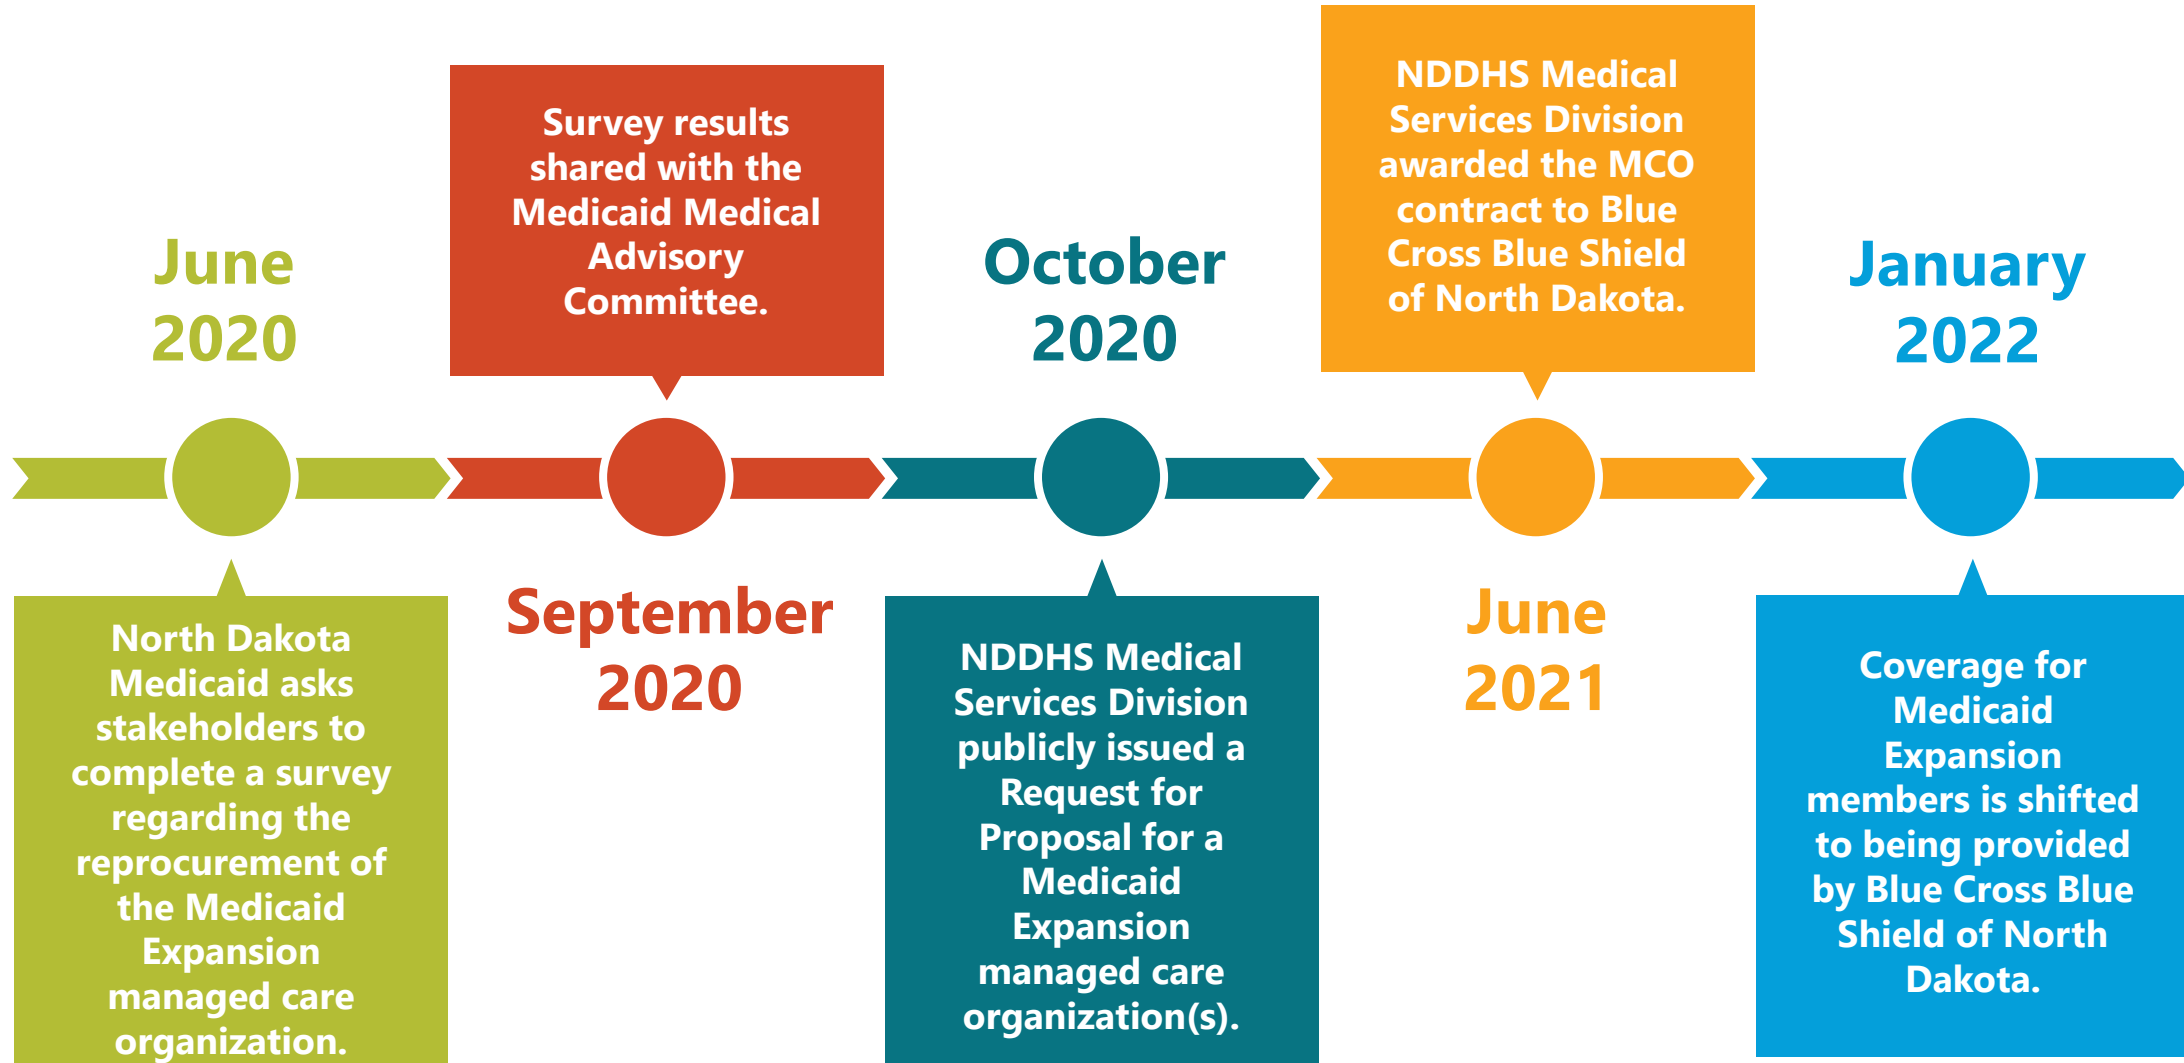 June
2020
North Dakota
Medicaid asks
stakeholders to
complete a survey
regarding the
reprocurement of
the Medicaid
Expansion
managed care
organization.
Survey results
shared with the
Medicaid Medical
Advisory
Committee.
September
2020
October
2020
NDDHS Medical
Services Division
publicly issued a
Request for
Proposal for a
Medicaid
Expansion
managed care
organization(s).
NDDHS Medical
Services Division
awarded the MCO
contract to Blue
Cross Blue Shield
of North Dakota.
June
2021
January
2022
Coverage for
Medicaid
Expansion
members is shifted
to being provided
by Blue Cross Blue
Shield of North
Dakota.